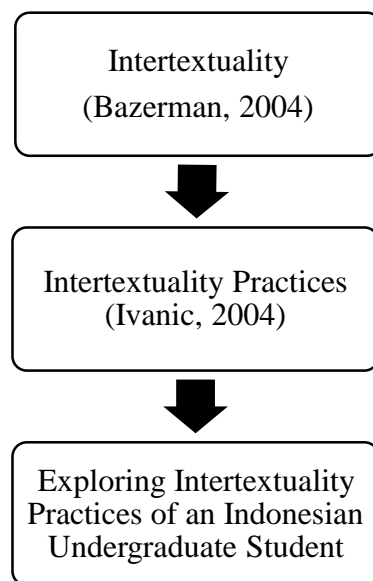 Intertextuality
(Bazerman, 2004)
Intertextuality Practices
(Ivanic, 2004)
Exploring Intertextuality
Practices of an Indonesian
Undergraduate Student